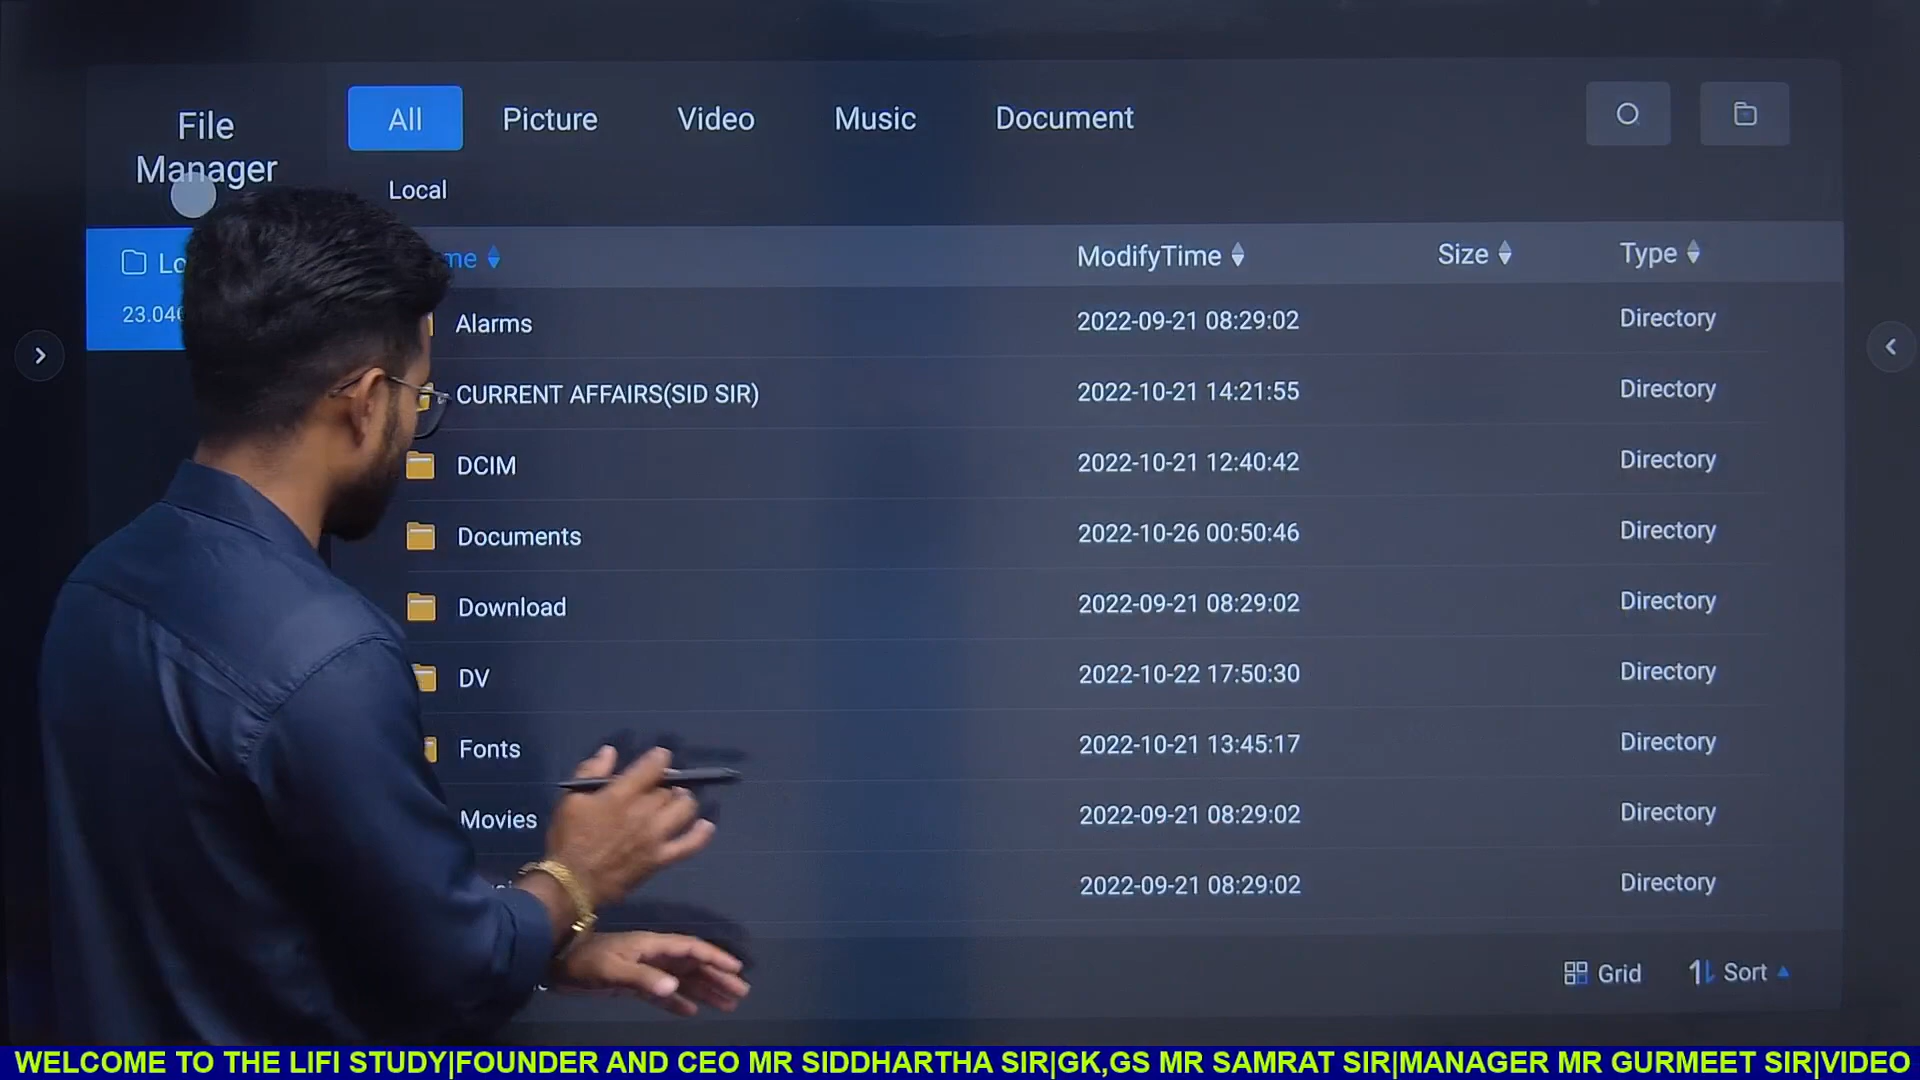 File
Manager
All
Picture
Video
Music
Document
Local
23.04
ModifyTime
Size
Type
Alarms
2022-09-21 08:29:02
Directory
CURRENT AFFAIRS(SID SIR)
2022-10-21 14:21:55
Directory
DCIM
2022-10-21 12:40:42
Directory
Documents
2022-10-26 00:50:46
Directory
Download
2022-09-21 08:29:02
Directory
DV
2022-10-22 17:50:30
Directory
Fonts
2022-10-21 13:45:17
Directory
Movies
2022-09-21 08:29:02
Directory
2022-09-21 08:29:02
Directory
Grid
Sort
WELCOME TO THE LIFI STUDY|FOUNDER AND CEO MR SIDDHARTHA SIR|GK,GS MR SAMRAT SIR|MANAGER MR GURMEET SIR|VIDEO